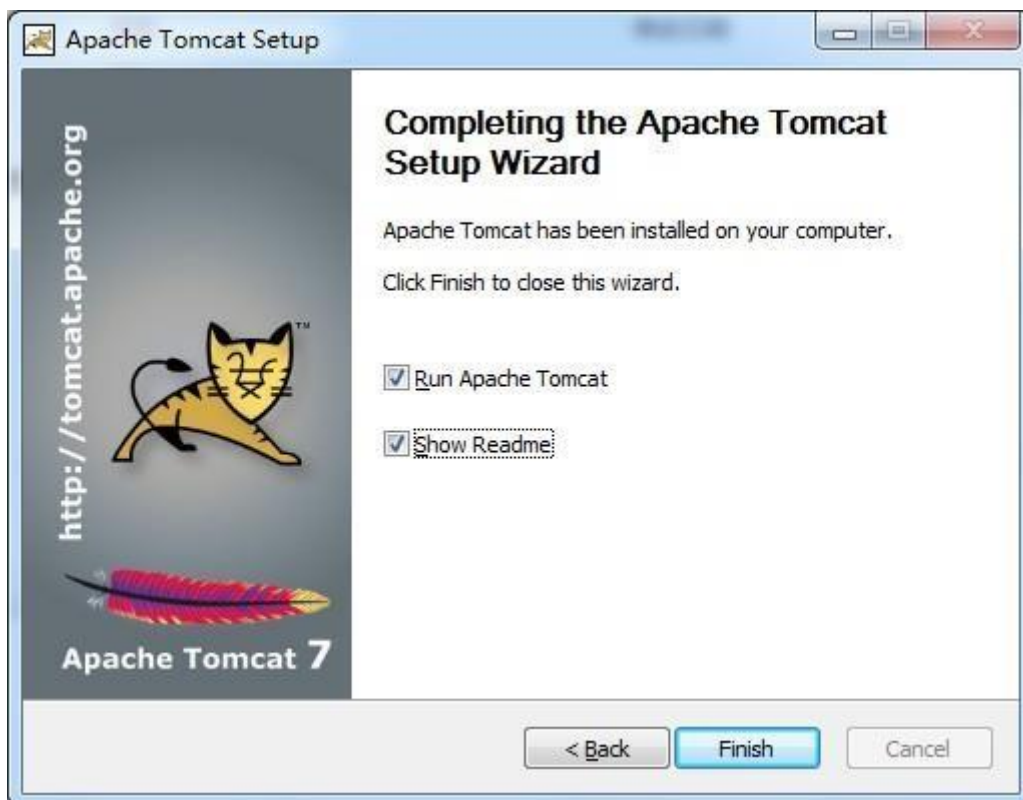 Apache Tomcat Setup
http://tomcat.apache.org
TM
Apache Tomcat 7
Completing the Apache Tomcat
Setup Wizard
Apache Tomcat has been installed on your computer.
Click Finish to close this wizard.
Run Apache Tomcat
Show Readme
< Back
Finish
Cancel